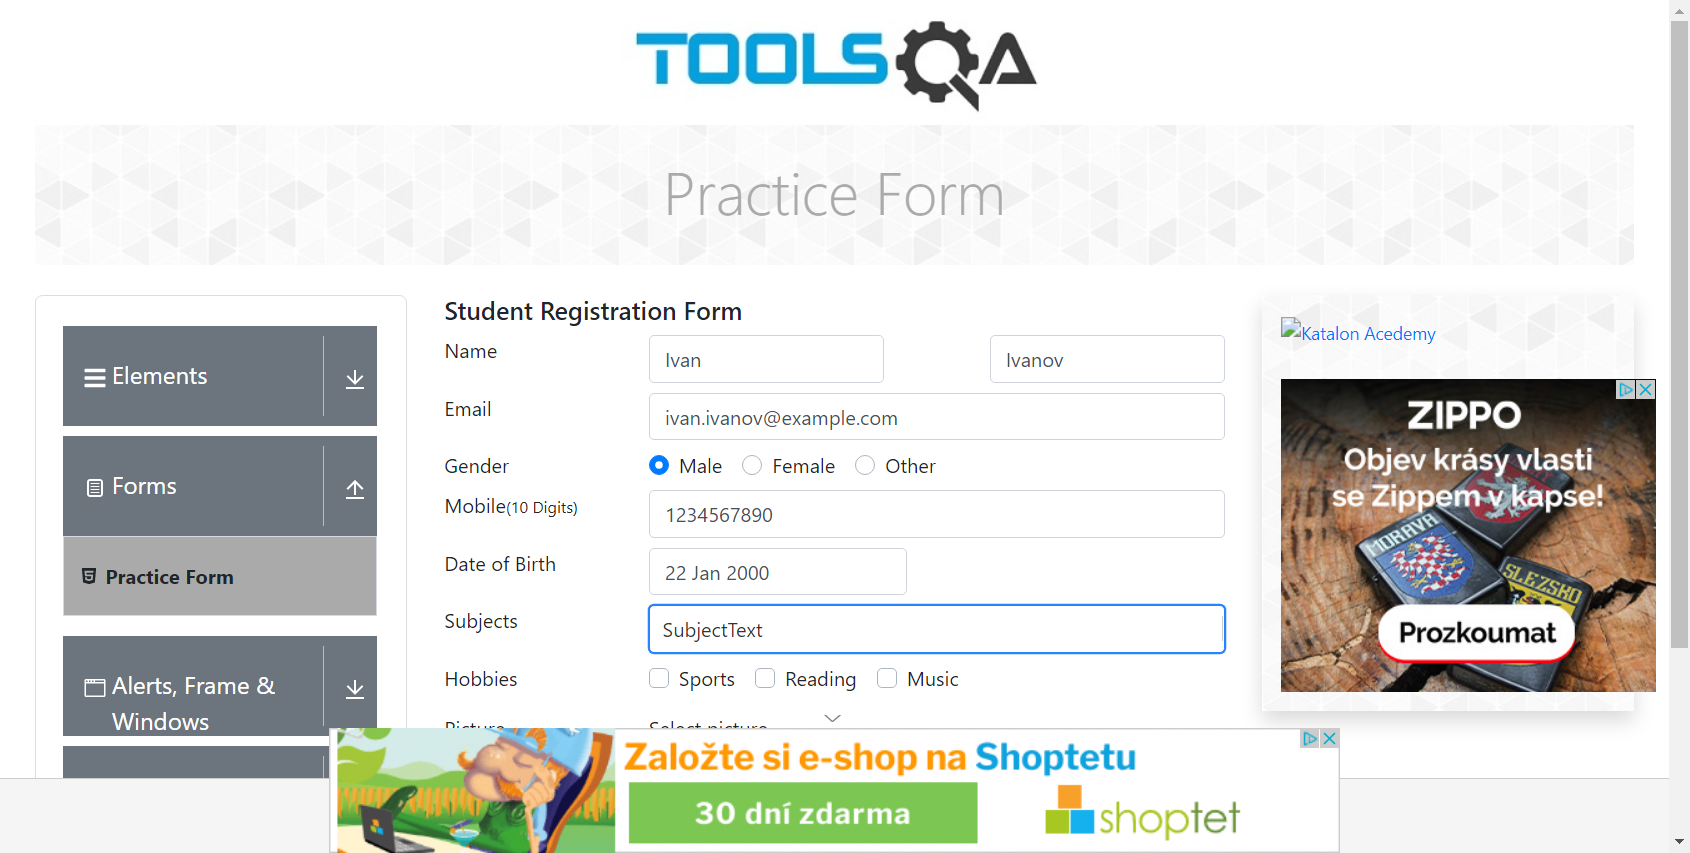 TOOLSQA
Practice Form
Elements
Forms
Practice Form
Alerts, Frame &
Windows
Student Registration Form
Name
Ivan
Ivanov
Email
ivan.ivanov@example.com
Gender
Male
Female
Other
Mobile(10 Digits)
1234567890
Date of Birth
22 Jan 2000
Subjects
SubjectText
Hobbies
Sports
Reading
Music
Picture
Select picture
Katalon Acedemy
ZIPPO
Objev krásy vlasti
se Zippem v kapse!
MORAVA
SLEZSKO
Prozkoumat
Založte si e-shop na Shoptetu
30 dní zdarma
shoptet